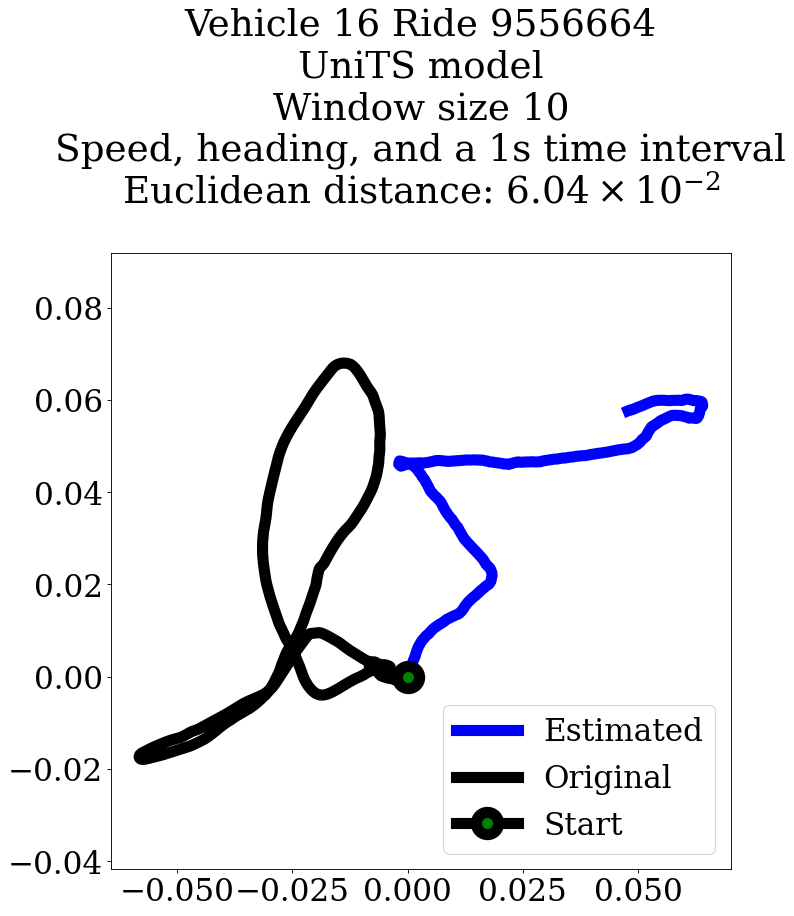 Vehicle 16 Ride 9556664
UniTS model
Window size 10
Speed, heading, and a 1s time interval
Euclidean distance: 6.04 × 10⁻²
0.08
0.06
0.04
0.02
0.00
−0.02
−0.04
−0.050 −0.025 0.000 0.025 0.050
Estimated
Original
Start